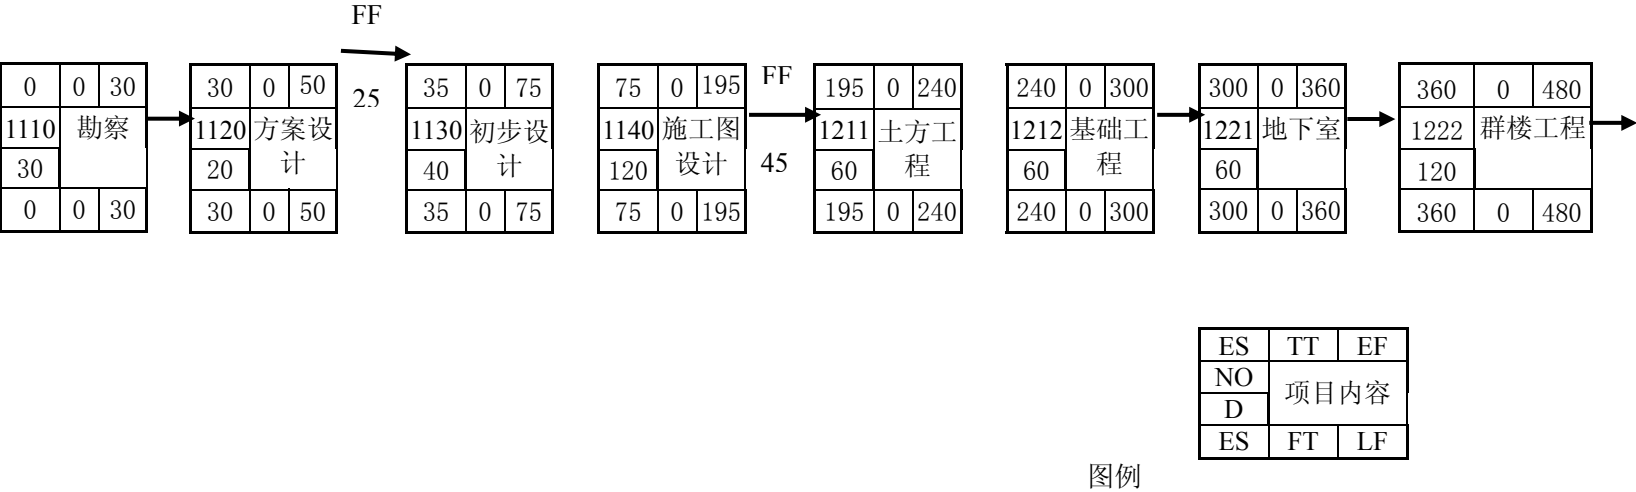 FF
0 0 30
1110 勘察
30
0 0 30
30 0 50
1120 方案设
计
20
30 0 50
25
35 0 75
1130 初步设
计
40
35 0 75
75 0 195
1140 施工图
设计
120
75 0 195
FF
45
195 0 240
1211 土方工
程
60
195 0 240
240 0 300
1212 基础工
程
60
240 0 300
300 0 360
1221 地下室
60
300 0 360
360 0 480
1222 群楼工程
120
360 0 480
ES TT EF
NO
项目内容
D
ES FT LF
图例